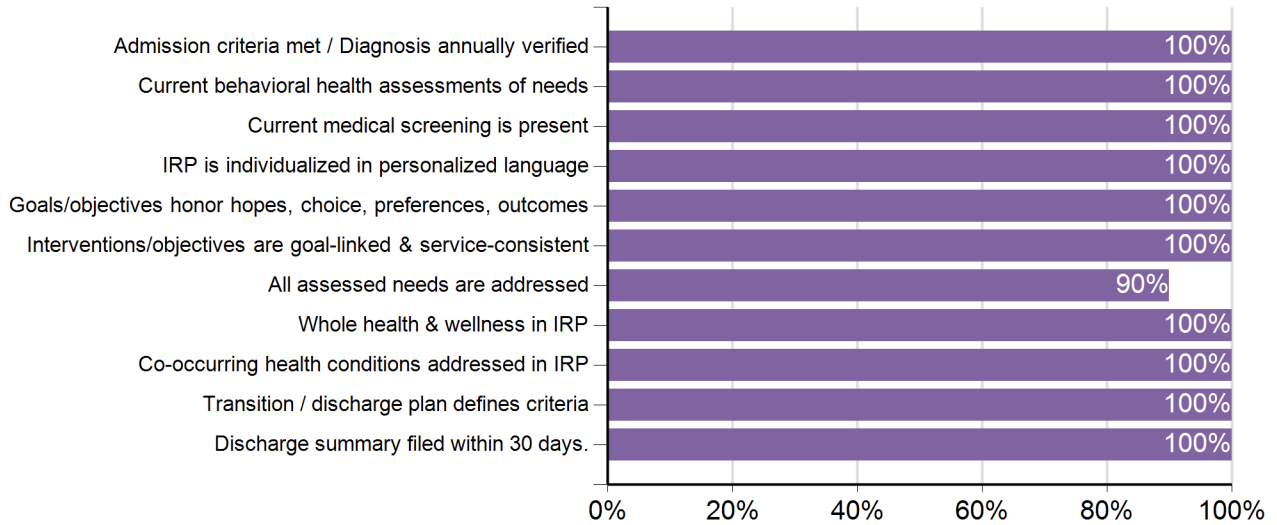 Admission criteria met / Diagnosis annually verified 100%
Current behavioral health assessments of needs 100%
Current medical screening is present 100%
IRP is individualized in personalized language 100%
Goals/objectives honor hopes, choice, preferences, outcomes 100%
Interventions/objectives are goal-linked & service-consistent 100%
All assessed needs are addressed 90%
Whole health & wellness in IRP 100%
Co-occurring health conditions addressed in IRP 100%
Transition / discharge plan defines criteria 100%
Discharge summary filed within 30 days. 100%
0% 20% 40% 60% 80% 100%